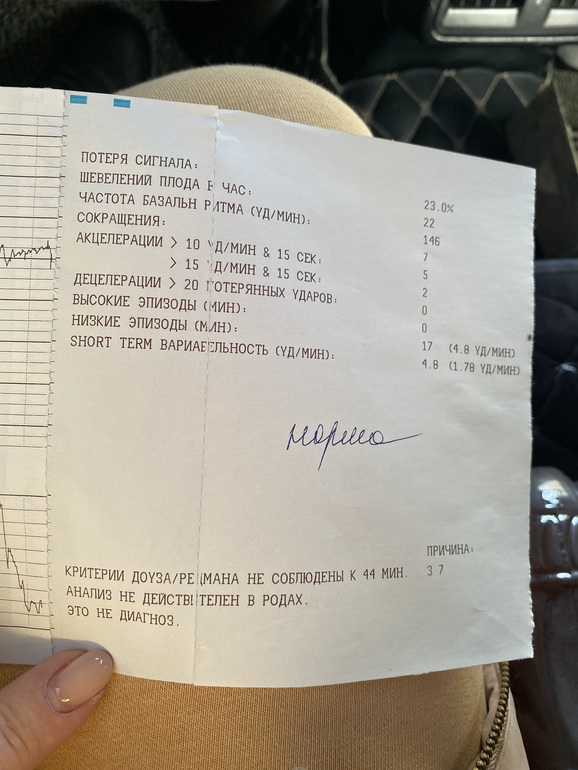 ПОТЕРЯ СИГНАЛА: 23.0%
ШЕВЕЛЕНИЙ ПЛОДА В ЧАС: 22
ЧАСТОТА БАЗАЛЬН РИТМА (УД/МИН): 146
СОКРАЩЕНИЯ: 7
АКЦЕЛЕРАЦИИ > 10 УД/МИН & 15 СЕК: 5
> 15 УД/МИН & 15 СЕК: 2
ДЕЦЕЛЕРАЦИИ > 20 ПОТЕРЯННЫХ УДАРОВ: 0
ВЫСОКИЕ ЭПИЗОДЫ (МИН): 0
НИЗКИЕ ЭПИЗОДЫ (МИН): 17 (4.8 УД/МИН)
SHORT TERM ВАРИАБЕЛЬНОСТЬ (УД/МИН): 4.8 (1.78 УД/МИН)
норма
ПРИЧИНА:
КРИТЕРИИ ДОУЗА/РЕДМАНА НЕ СОБЛЮДЕНЫ К 44 МИН. 3 7
АНАЛИЗ НЕ ДЕЙСТВИТЕЛЕН В РОДАХ.
ЭТО НЕ ДИАГНОЗ.